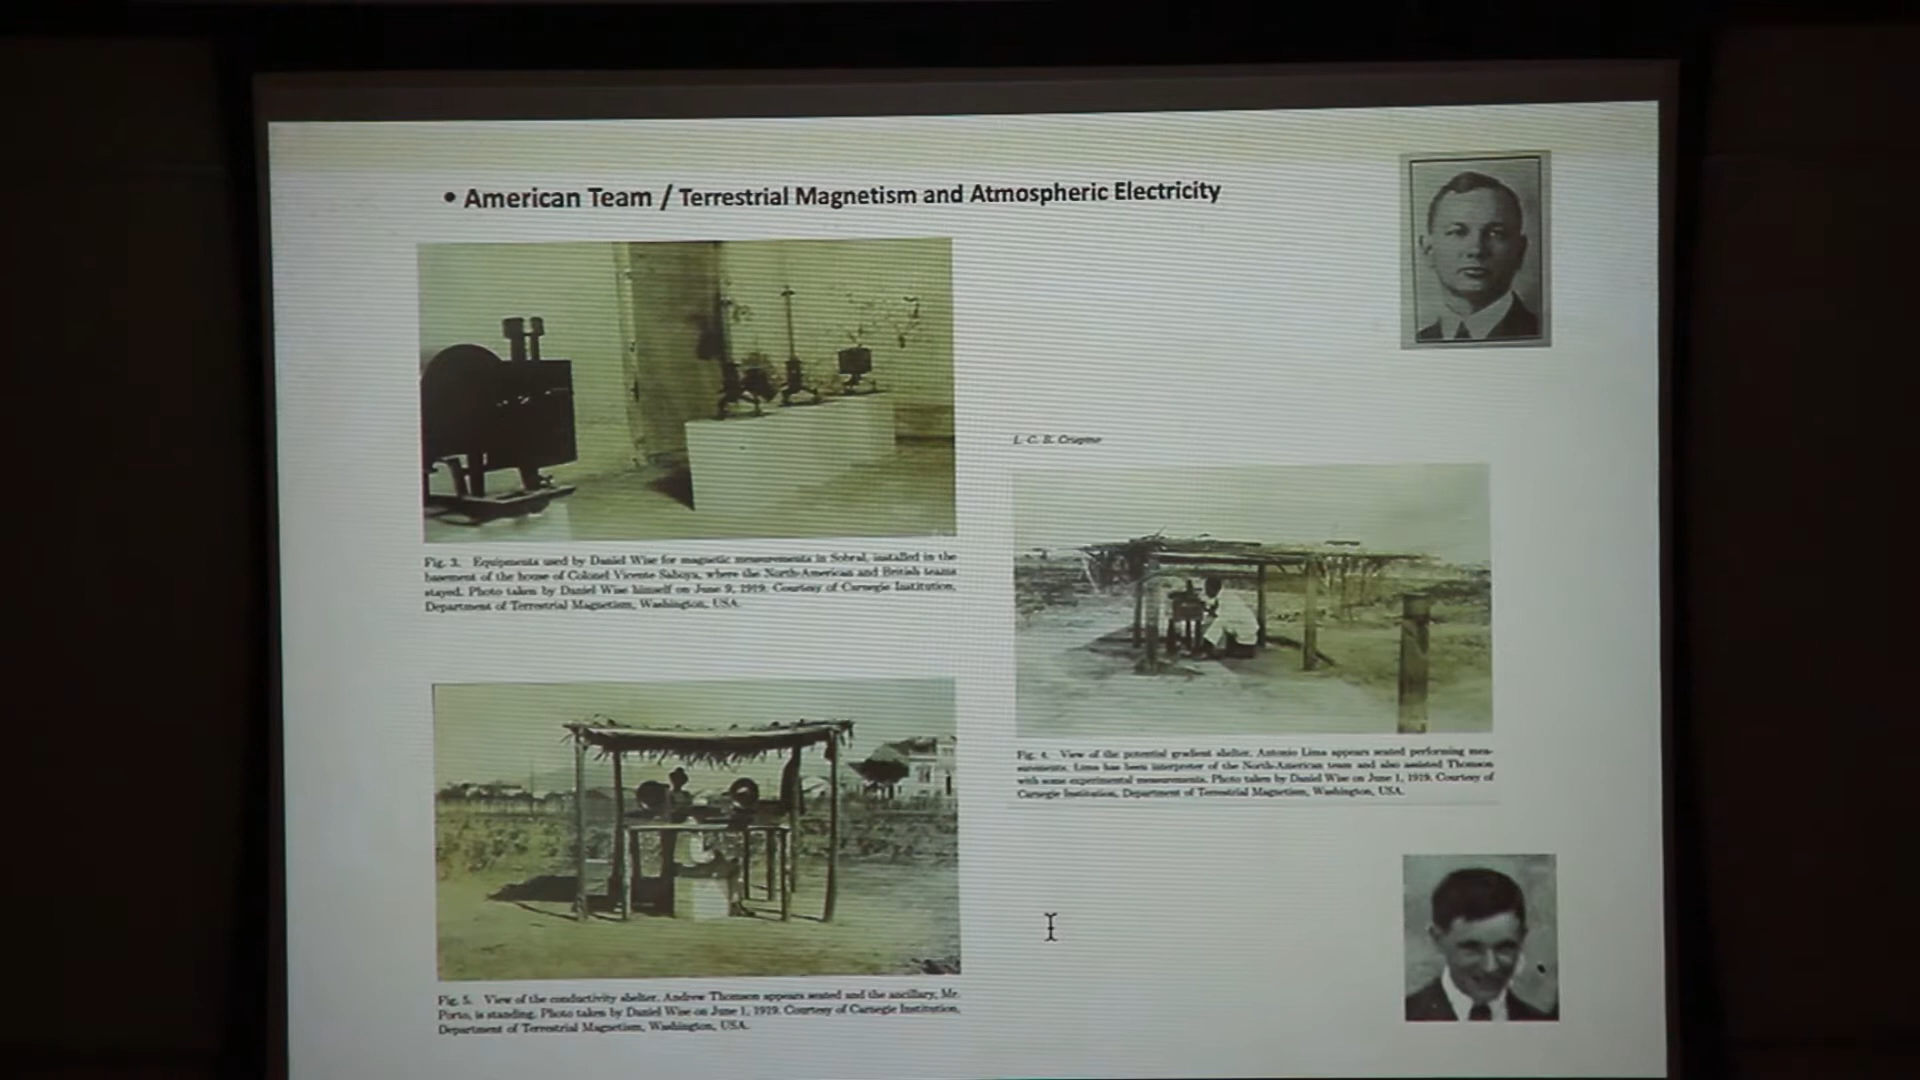 • American Team / Terrestrial Magnetism and Atmospheric Electricity
Fig. 3. Equipments used by Daniel Wise for magnetic measurements in Sobral, installed in the
basement of the house of Colonel Vicente Saboya, where the North-American and British teams
stayed. Photo taken by Daniel Wise himself on June 9, 1919. Courtesy of Carnegie Institution,
Department of Terrestrial Magnetism, Washington, USA.
L. C. B. Crispino
Fig. 4. View of the potential gradient shelter. Antonio Lima appears seated performing mea-
surements. Lima has been interpreter of the North-American team and also assisted Thomson
with some experimental measurements. Photo taken by Daniel Wise on June 1, 1919. Courtesy of
Carnegie Institution, Department of Terrestrial Magnetism, Washington, USA.
Fig. 5. View of the conductivity shelter. Andrew Thomson appears seated and the ancillary, Mr.
Porto, is standing. Photo taken by Daniel Wise on June 1, 1919. Courtesy of Carnegie Institution,
Department of Terrestrial Magnetism, Washington, USA.